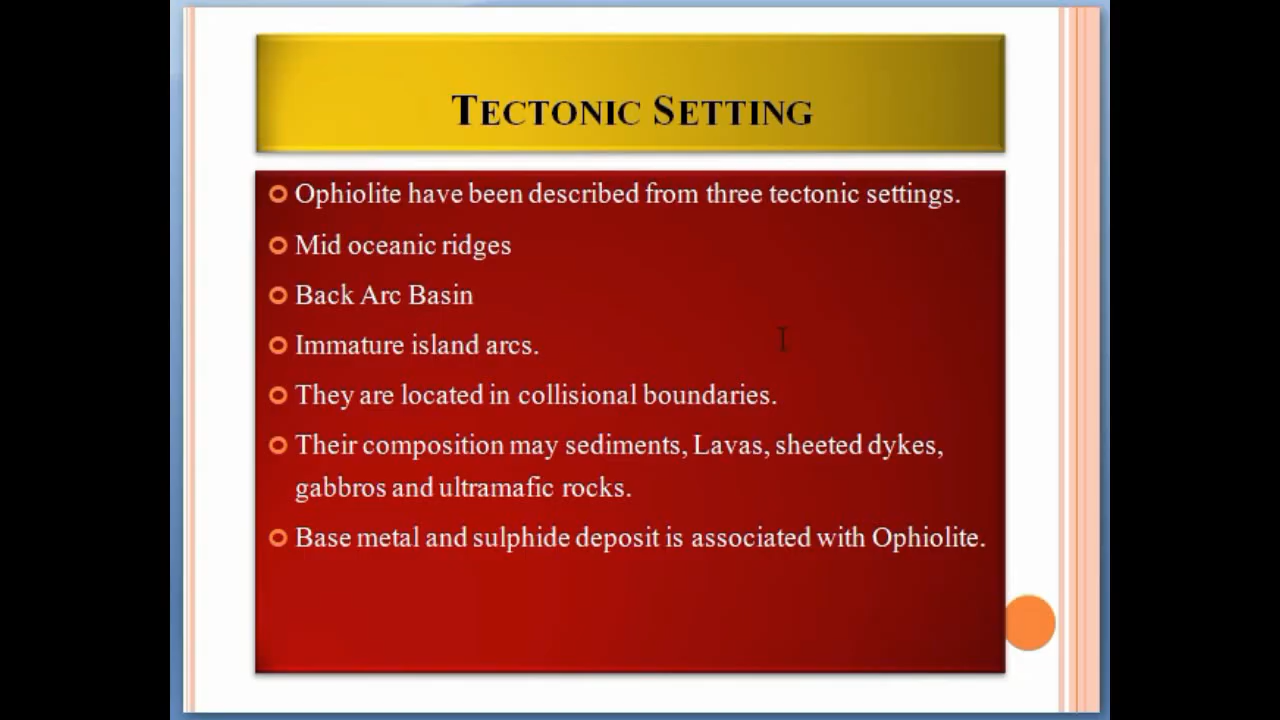 TECTONIC SETTING
Ophiolite have been described from three tectonic settings.
Mid oceanic ridges
Back Arc Basin
Immature island arcs.
They are located in collisional boundaries.
Their composition may sediments, Lavas, sheeted dykes,
gabbros and ultramafic rocks.
Base metal and sulphide deposit is associated with Ophiolite.